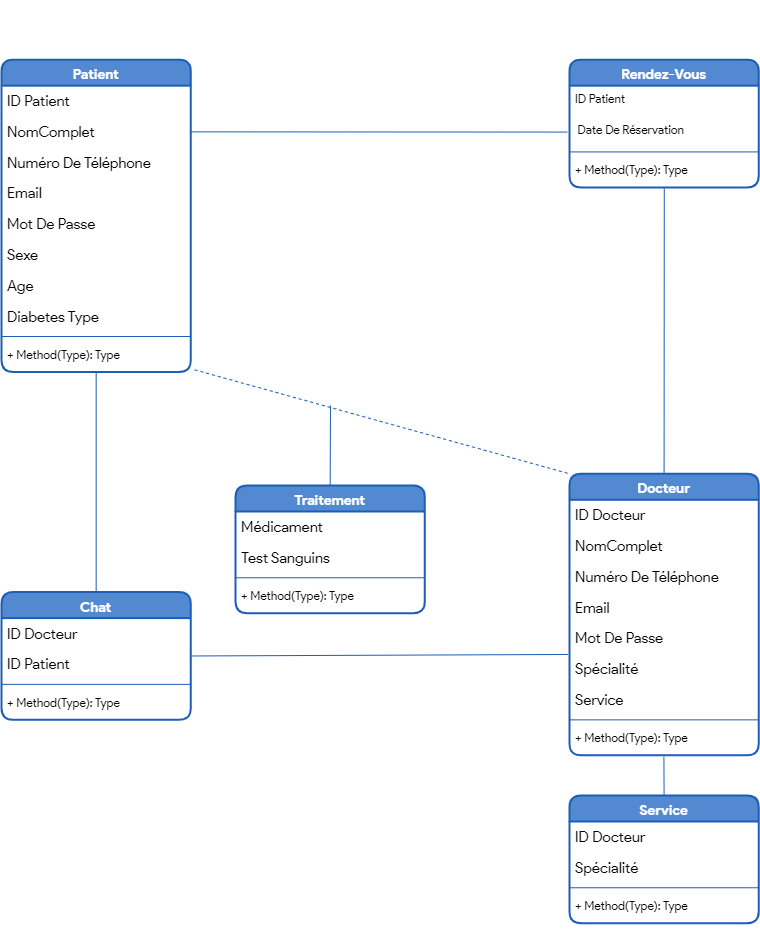 Patient
ID Patient
NomComplet
Numéro De Téléphone
Email
Mot De Passe
Sexe
Age
Diabetes Type
+ Method(Type): Type
Rendez-Vous
ID Patient
Date De Réservation
+ Method(Type): Type
Traitement
Médicament
Test Sanguins
+ Method(Type): Type
Docteur
ID Docteur
NomComplet
Numéro De Téléphone
Email
Mot De Passe
Spécialité
Service
+ Method(Type): Type
Chat
ID Docteur
ID Patient
+ Method(Type): Type
Service
ID Docteur
Spécialité
+ Method(Type): Type